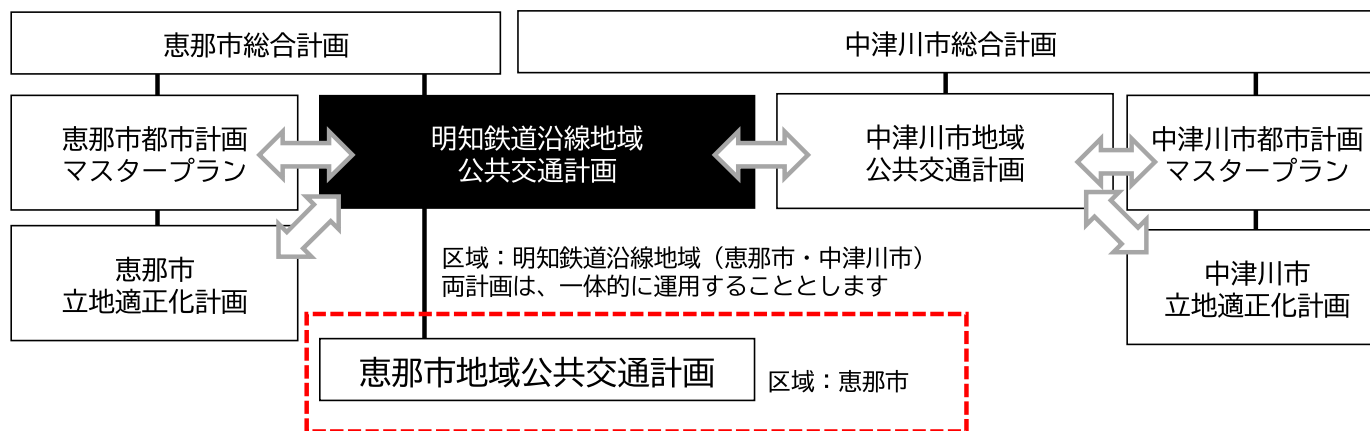 恵那市総合計画
中津川市総合計画
恵那市都市計画
マスタープラン
明知鉄道沿線地域
公共交通計画
中津川市地域
公共交通計画
中津川市都市計画
マスタープラン
恵那市
立地適正化計画
区域：明知鉄道沿線地域（恵那市・中津川市）
両計画は、一体的に運用することとします
中津川市
立地適正化計画
恵那市地域公共交通計画
区域：恵那市